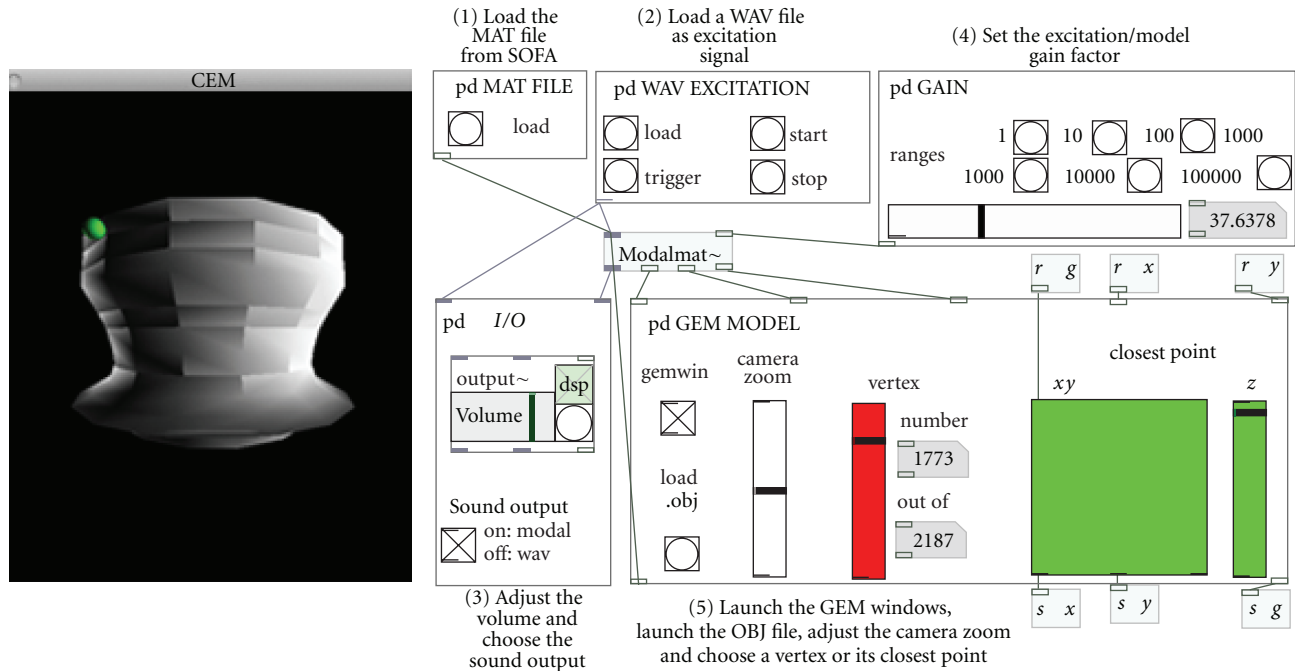 (1) Load the
MAT file
from SOFA
(2) Load a WAV file
as excitation
signal
(4) Set the excitation/model
gain factor
CEM
pd MAT FILE
load
pd WAV EXCITATION
load
start
trigger
stop
pd GAIN
ranges
1
10
100
1000
1000
10000
100000
37.6378
Modalmat~
r g
r x
r y
pd I/O
output~
dsp
Volume
Sound output
on: modal
off: wav
pd GEM MODEL
gemwin
camera
zoom
vertex
number
1773
load
.obj
out of
2187
closest point
xy
z
s x
s y
s g
(3) Adjust the
volume and
choose the
sound output
(5) Launch the GEM windows,
launch the OBJ file, adjust the camera zoom
and choose a vertex or its closest point